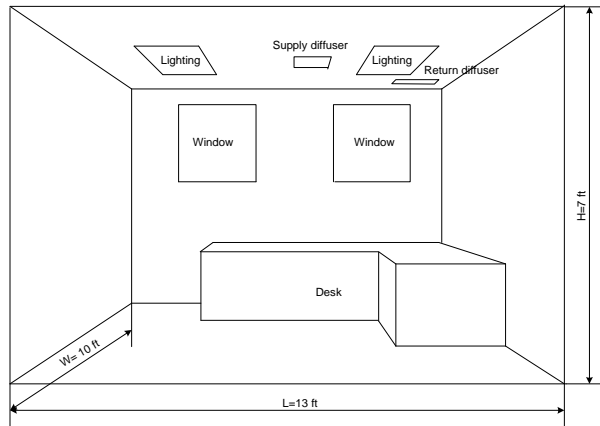 Supply diffuser
Lighting
Lighting
Return diffuser
Window
Window
H=7 ft
Desk
W= 10 ft
L=13 ft